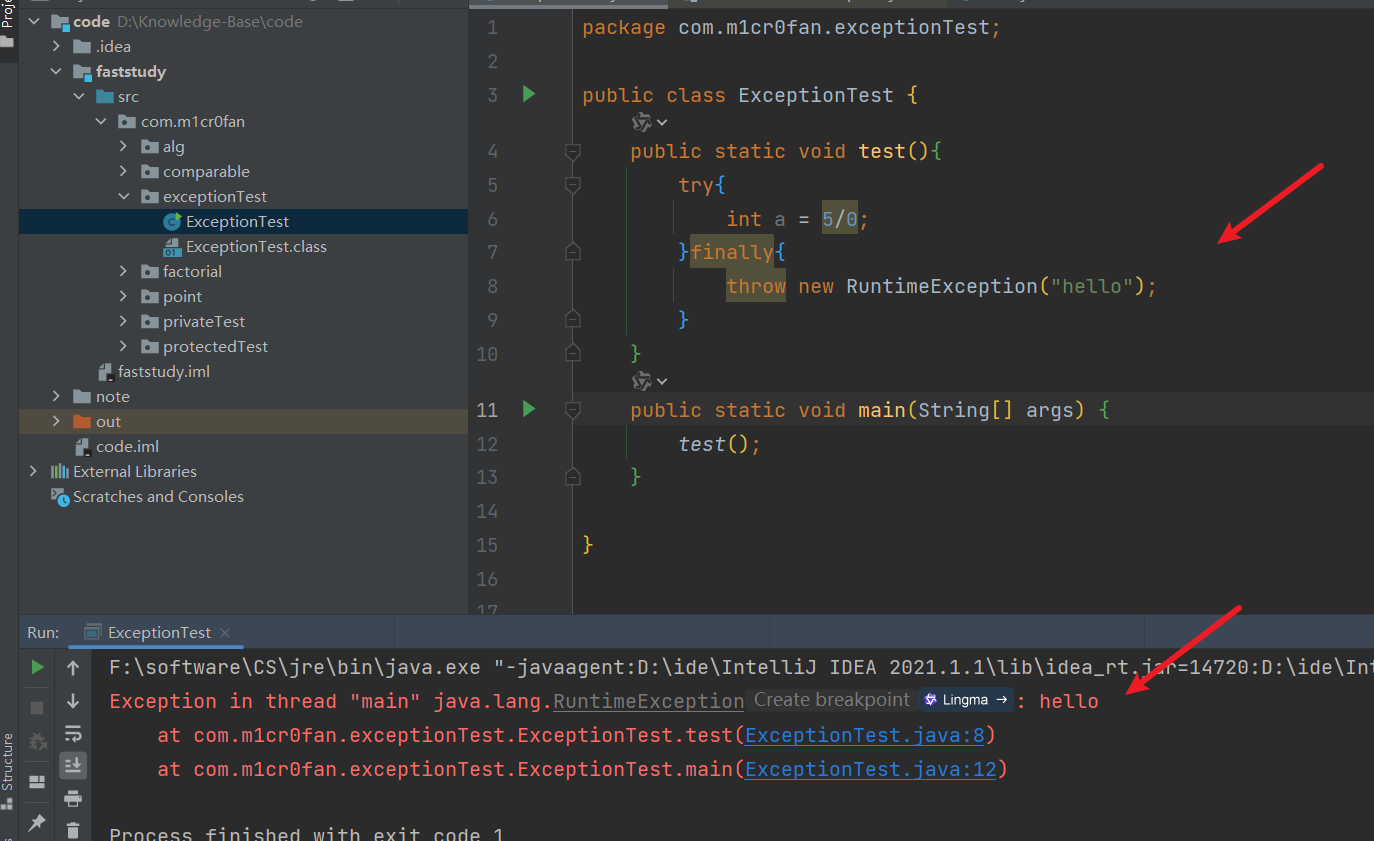 code D:\Knowledge-Base\code
.idea
faststudy
src
com.m1cr0fan
alg
comparable
exceptionTest
ExceptionTest
ExceptionTest.class
factorial
point
privateTest
protectedTest
faststudy.iml
note
out
code.iml
External Libraries
Scratches and Consoles
Structure
1 package com.m1cr0fan.exceptionTest;
2
3 public class ExceptionTest {
4 public static void test(){
5 try{
6 int a = 5/0;
7 }finally{
8 throw new RuntimeException("hello");
9 }
10 }
11 public static void main(String[] args) {
12 test();
13 }
14
15 }
16
17
Run: ExceptionTest
F:\software\CS\jre\bin\java.exe "-javaagent:D:\ide\IntelliJ IDEA 2021.1.1\lib\idea_rt.jar=14720:D:\ide\Int
Exception in thread "main" java.lang.RuntimeException Create breakpoint Lingma → : hello
at com.m1cr0fan.exceptionTest.ExceptionTest.test(ExceptionTest.java:8)
at com.m1cr0fan.exceptionTest.ExceptionTest.main(ExceptionTest.java:12)
Process finished with exit code 1